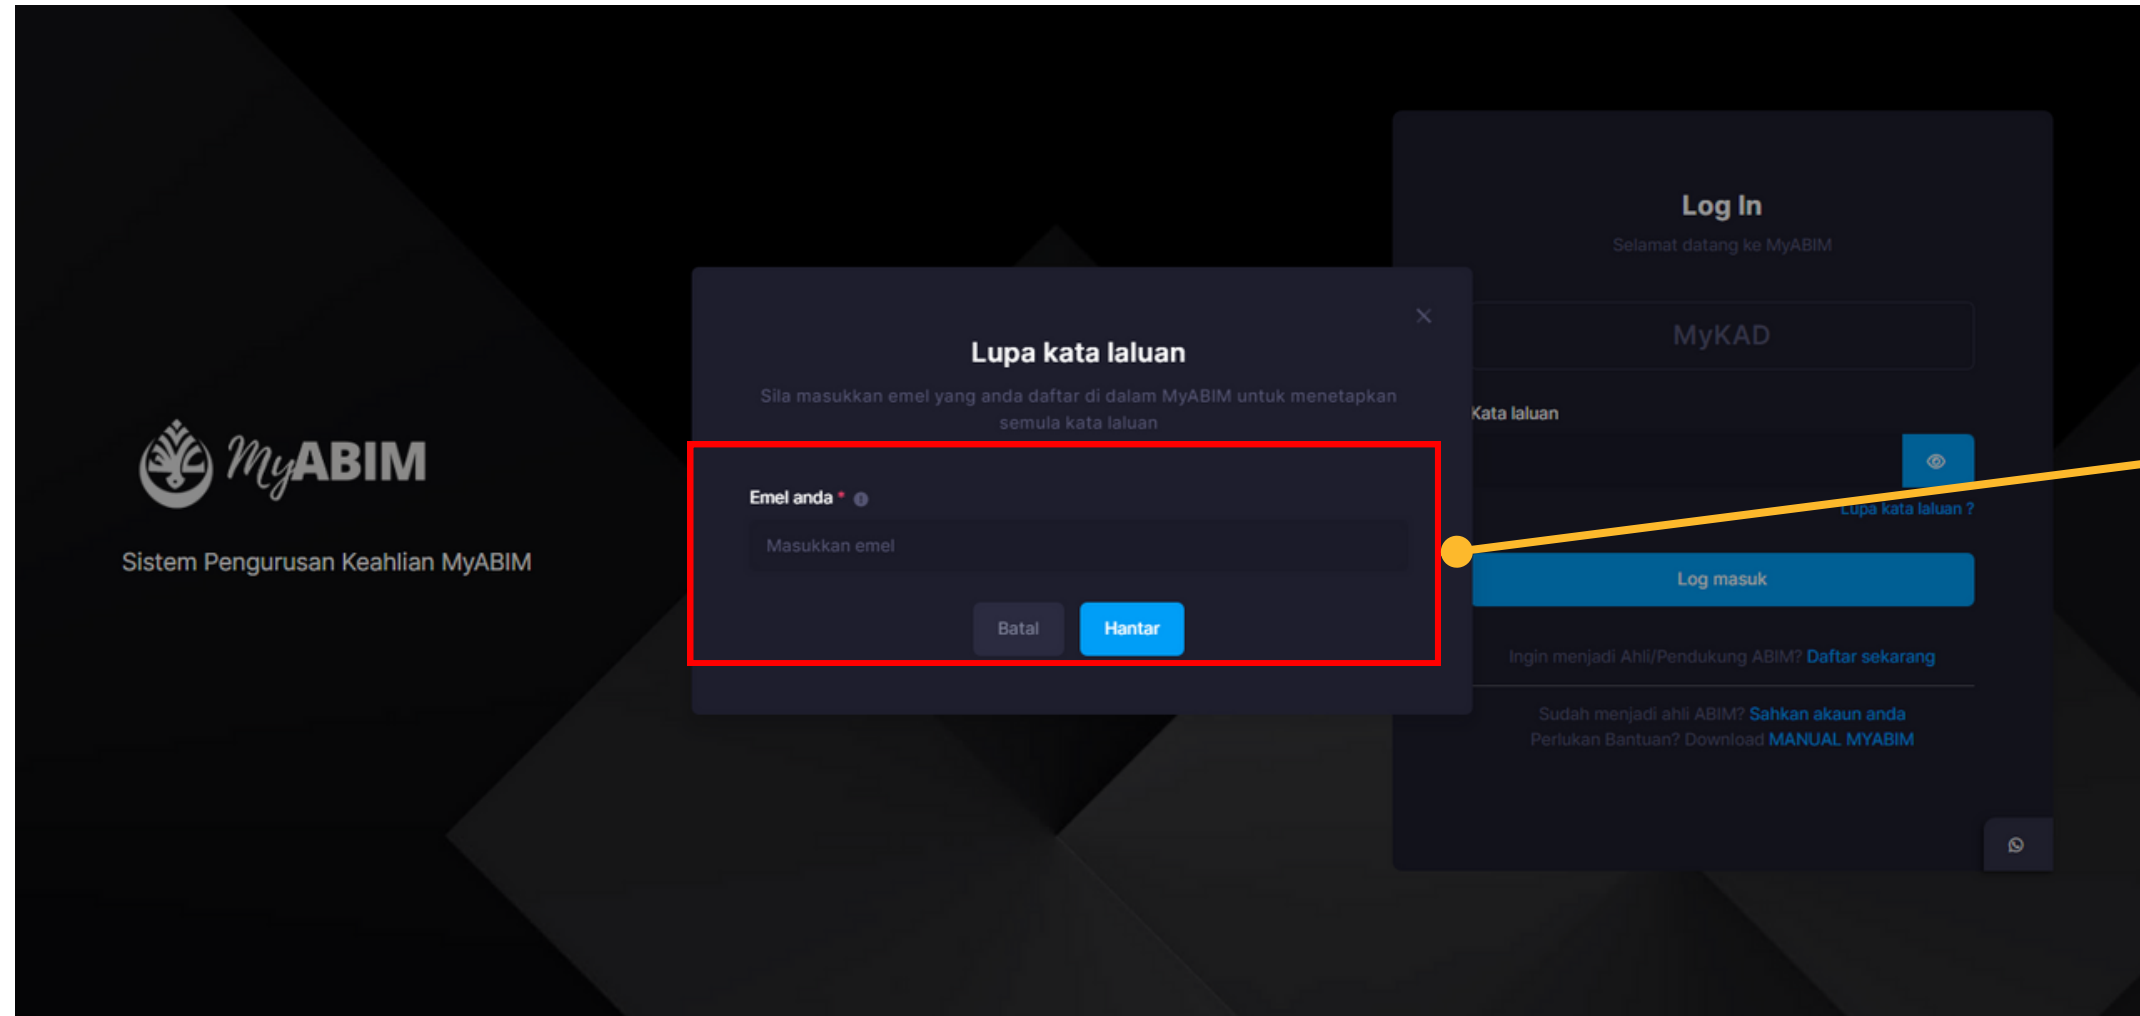 MyABIM
Sistem Pengurusan Keahlian MyABIM
Lupa kata laluan
Sila masukkan emel yang anda daftar di dalam MyABIM untuk menetapkan
semula kata laluan
Emel anda *
Masukkan emel
Batal
Hantar
Log In
Selamat datang ke MyABIM
MyKAD
Kata laluan
Lupa kata laluan ?
Log masuk
Ingin menjadi Ahli/Pendukung ABIM? Daftar sekarang
Sudah menjadi ahli ABIM? Sahkan akaun anda
Perlukan Bantuan? Download MANUAL MYABIM